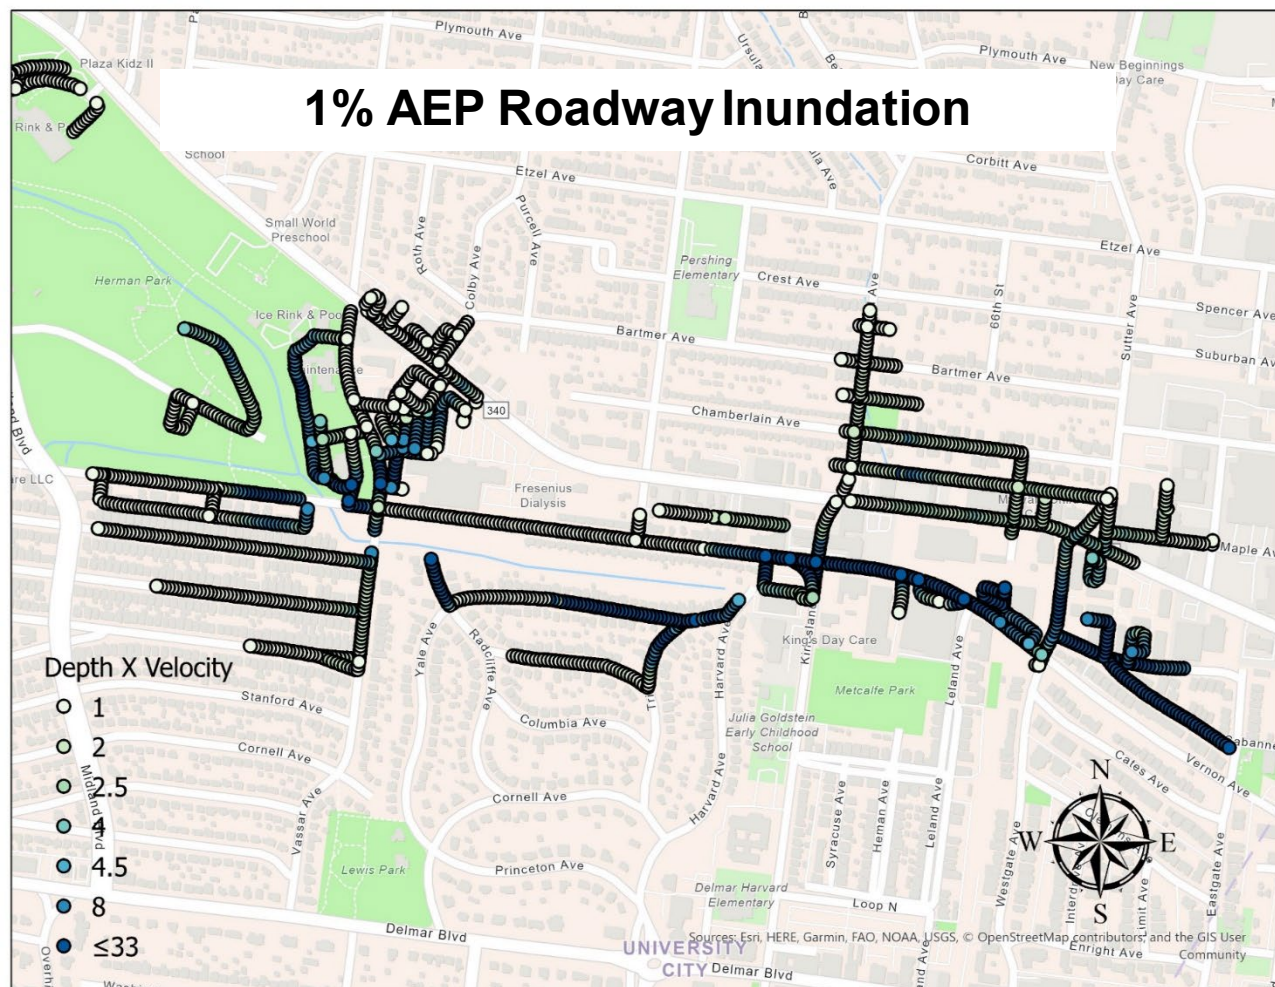 Plymouth Ave
Plymouth Ave
Plaza Kidz II
New Beginnings
1% AEP Roadway Inundation
Rink & P
School
Corbitt Ave
Etzel Ave
Small World
Preschool
Roth Ave
Colby Ave
Purcell Ave
Pershing
Elementary
Etzel Ave
Herman Park
Crest Ave
Ave
66th St
Sutter Ave
Spencer Ave
Ice Rink & Poo
Bartmer Ave
Suburban Av
Bartmer Ave
340
Chamberlain Ave
Fresenius
Dialysis
Maple Ave
King's Day Care
Yale Ave
Radcliffe Ave
Harvard Ave
Leland Ave
Metcalfe Park
Depth X Velocity
1
2
2.5
4
4.5
8
≤33
Stanford Ave
Columbia Ave
Julia Goldstein
Early Childhood
School
Cornell Ave
Vassar Ave
Cornell Ave
Harvard Ave
Princeton Ave
Lewis Park
Syracuse Ave
Heman Ave
Leland Ave
Westgate Ave
Cates Ave
Vernon Ave
Eastgate Ave
N
W
E
S
Delmar Harvard
Elementary
Loop N
Delmar Blvd
UNIVERSITY
CITY
Delmar Blvd
Enright Ave
Sources: Esri, HERE, Garmin, FAO, NOAA, USGS, © OpenStreetMap contributors, and the GIS User
Community